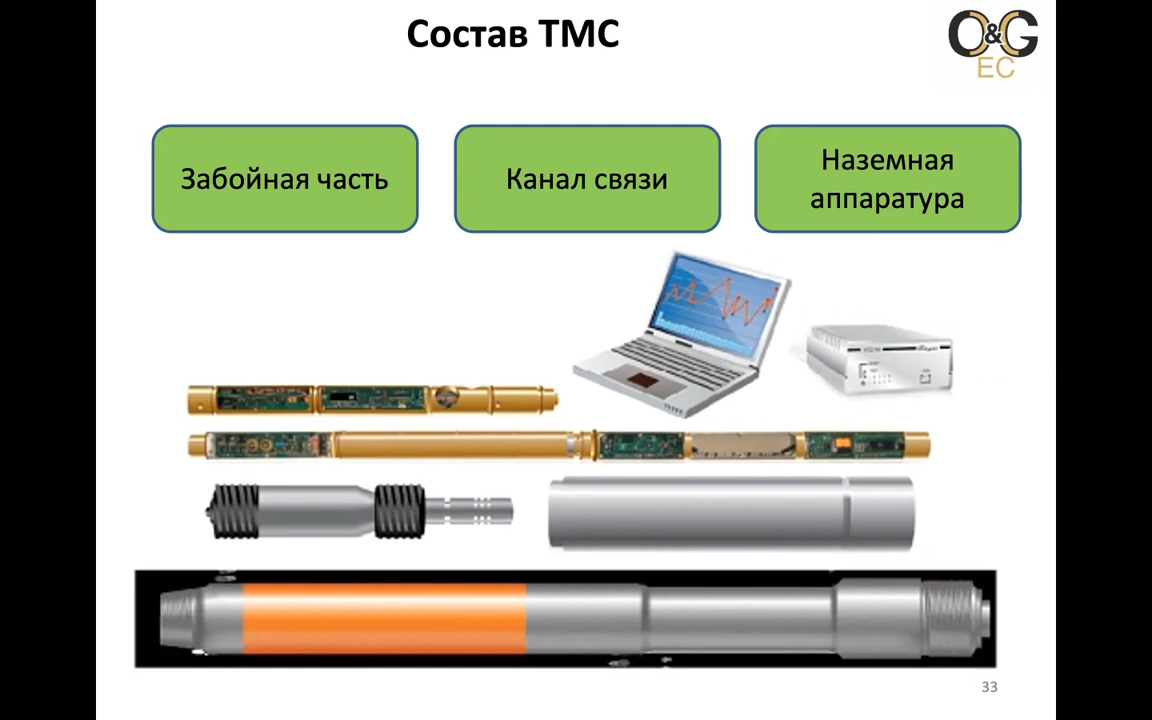 Состав ТМС
O&G
EC
Забойная часть
Канал связи
Наземная
аппаратура
33